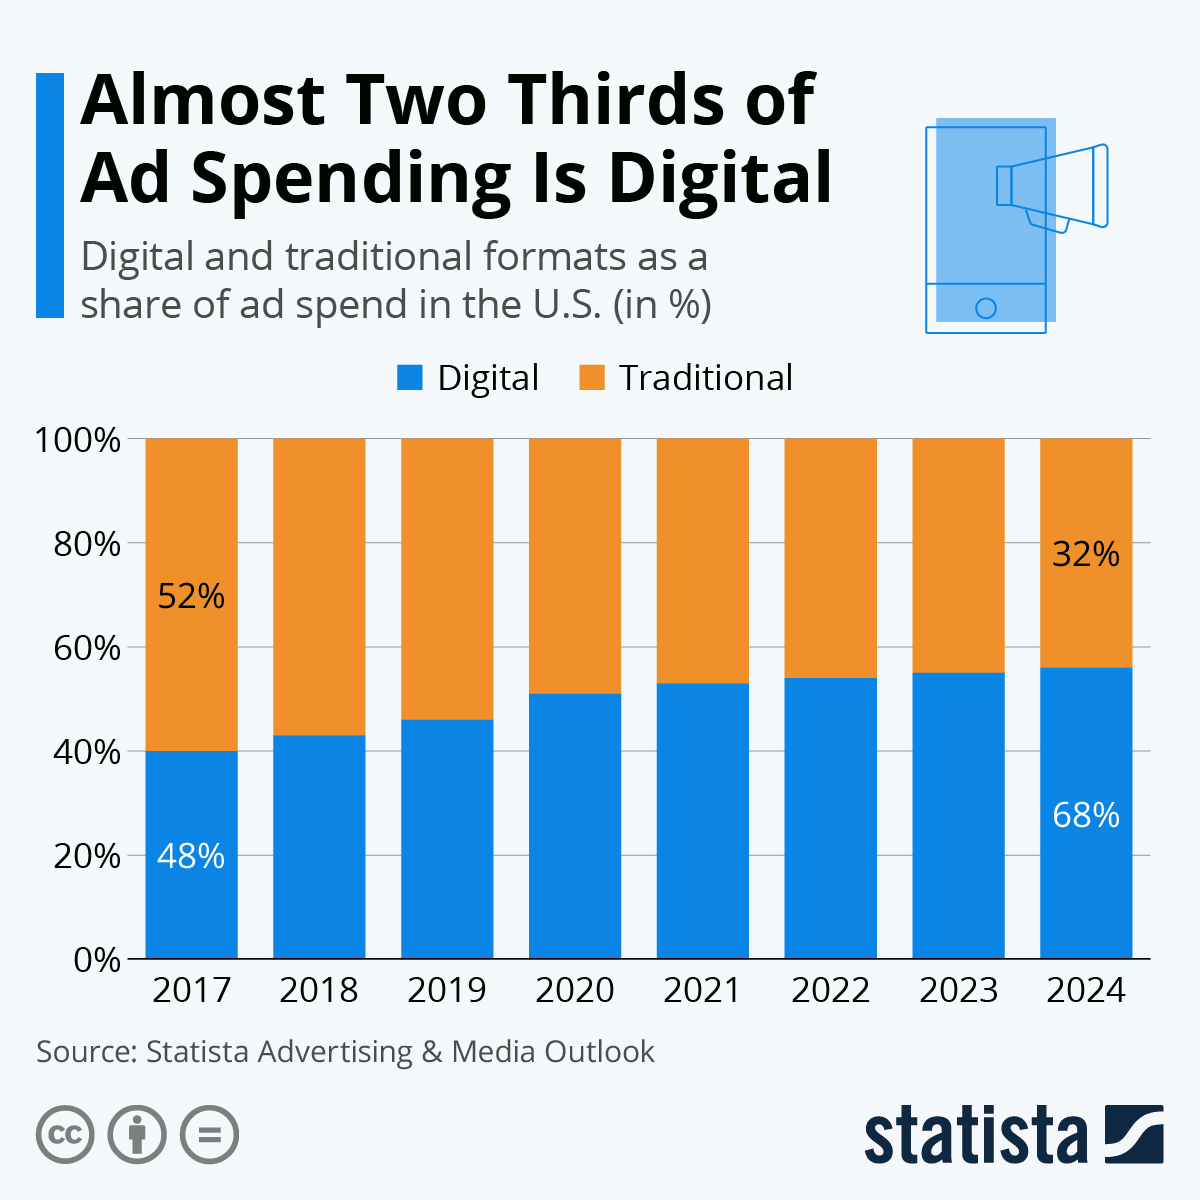 Almost Two Thirds of
Ad Spending Is Digital
Digital and traditional formats as a
share of ad spend in the U.S. (in %)
Digital Traditional
100%
80%
60%
40%
20%
0%
52%
32%
48%
68%
2017 2018 2019 2020 2021 2022 2023 2024
Source: Statista Advertising & Media Outlook
cc = statista